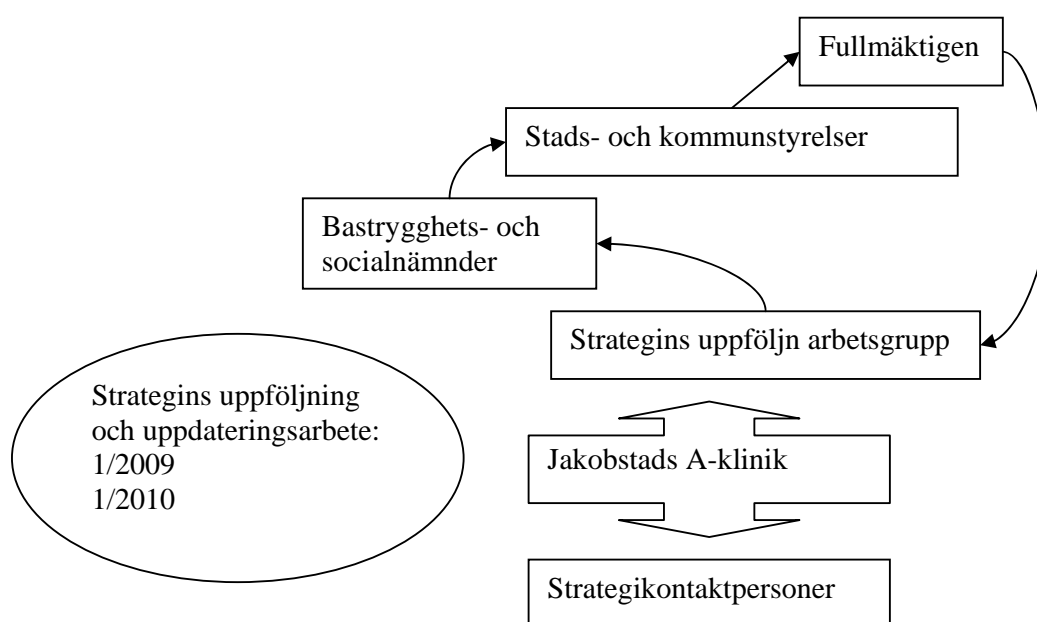 Fullmäktigen
Stads- och kommunstyrelser
Bastrygghets- och
socialnämnder
Strategins uppföljn arbetsgrupp
Strategins uppföljning
och uppdateringsarbete:
1/2009
1/2010
Jakobstads A-klinik
Strategikontaktpersoner